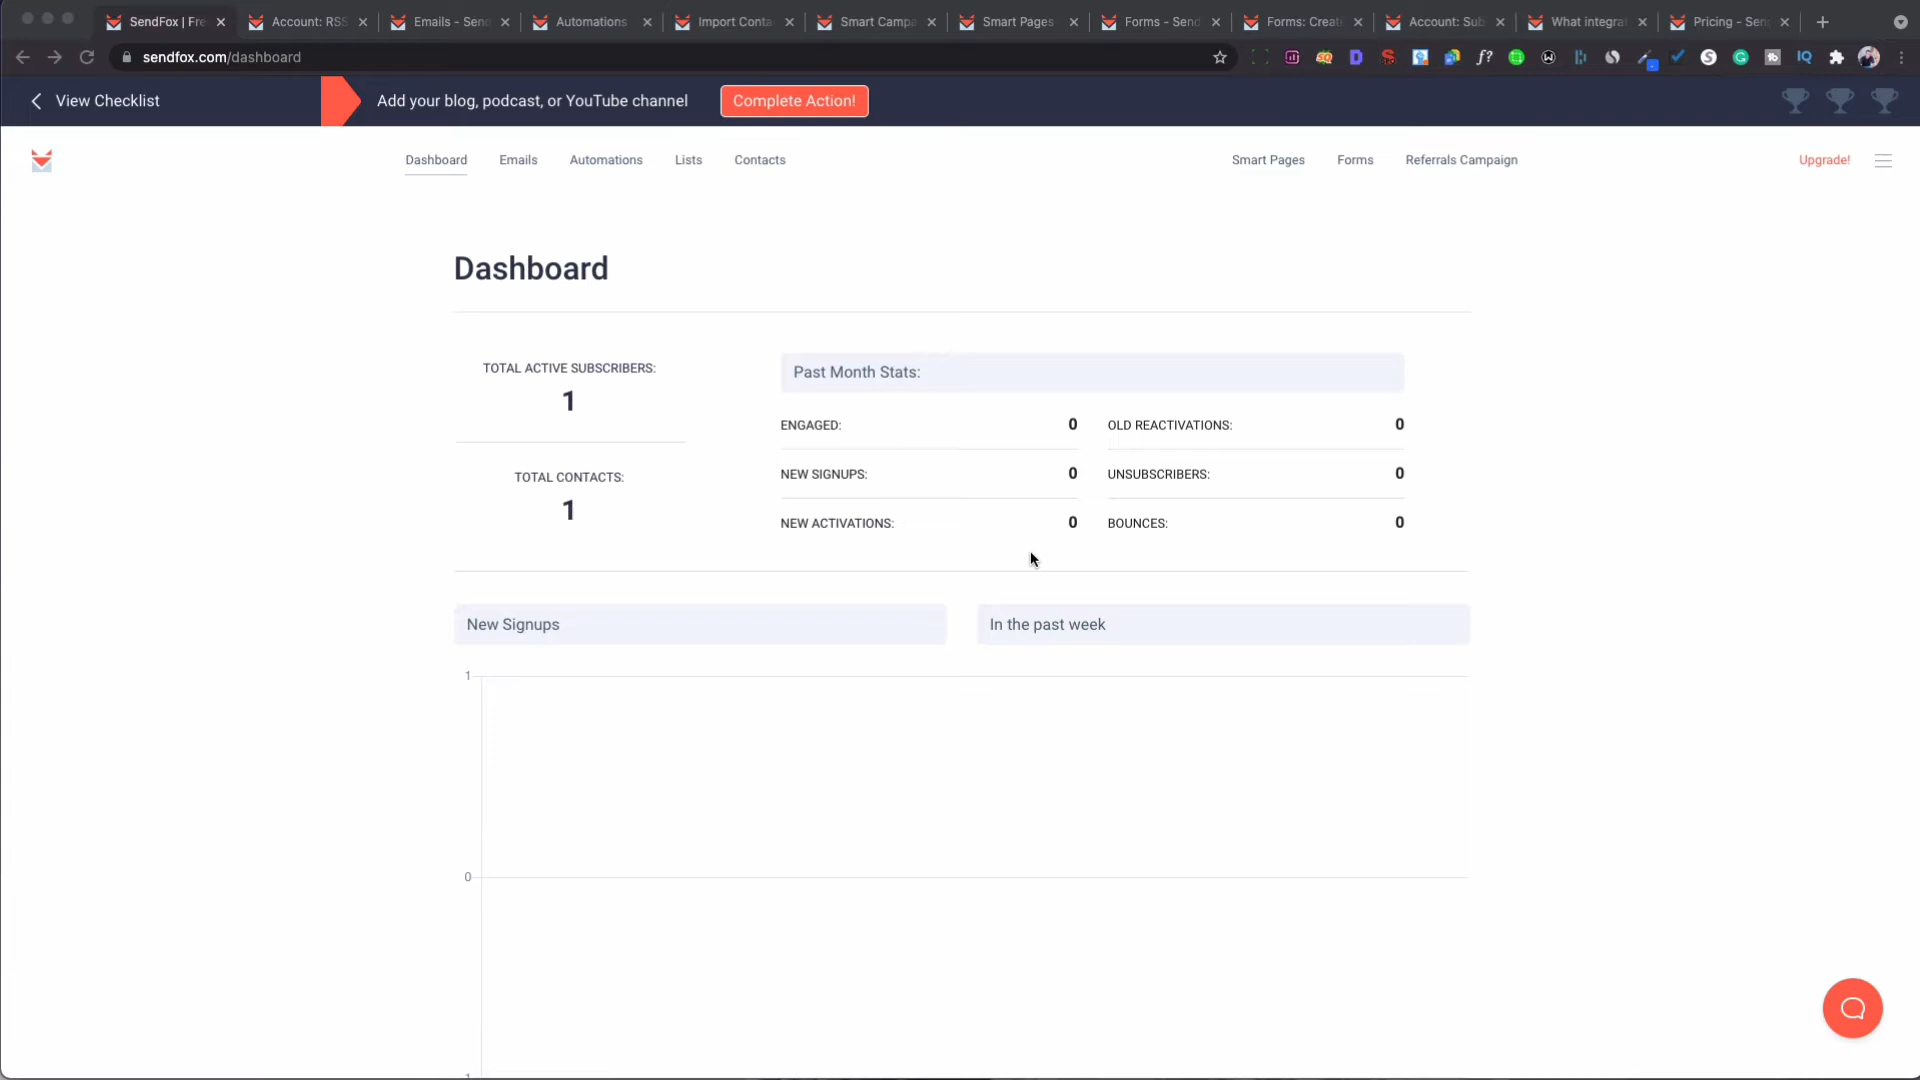 SendFox | Fre
Account: RSS
Emails - Send
Automations
Import Conta
Smart Campa
Smart Pages
Forms - Send
Forms: Create
Account: Sub
What integrat
Pricing - Send
sendfox.com/dashboard
View Checklist
Add your blog, podcast, or YouTube channel
Complete Action!
Dashboard
Emails
Automations
Lists
Contacts
Smart Pages
Forms
Referrals Campaign
Upgrade!
Dashboard
TOTAL ACTIVE SUBSCRIBERS:
1
TOTAL CONTACTS:
1
Past Month Stats:
ENGAGED: 0
OLD REACTIVATIONS: 0
NEW SIGNUPS: 0
UNSUBSCRIBERS: 0
NEW ACTIVATIONS: 0
BOUNCES: 0
New Signups
In the past week
1
0